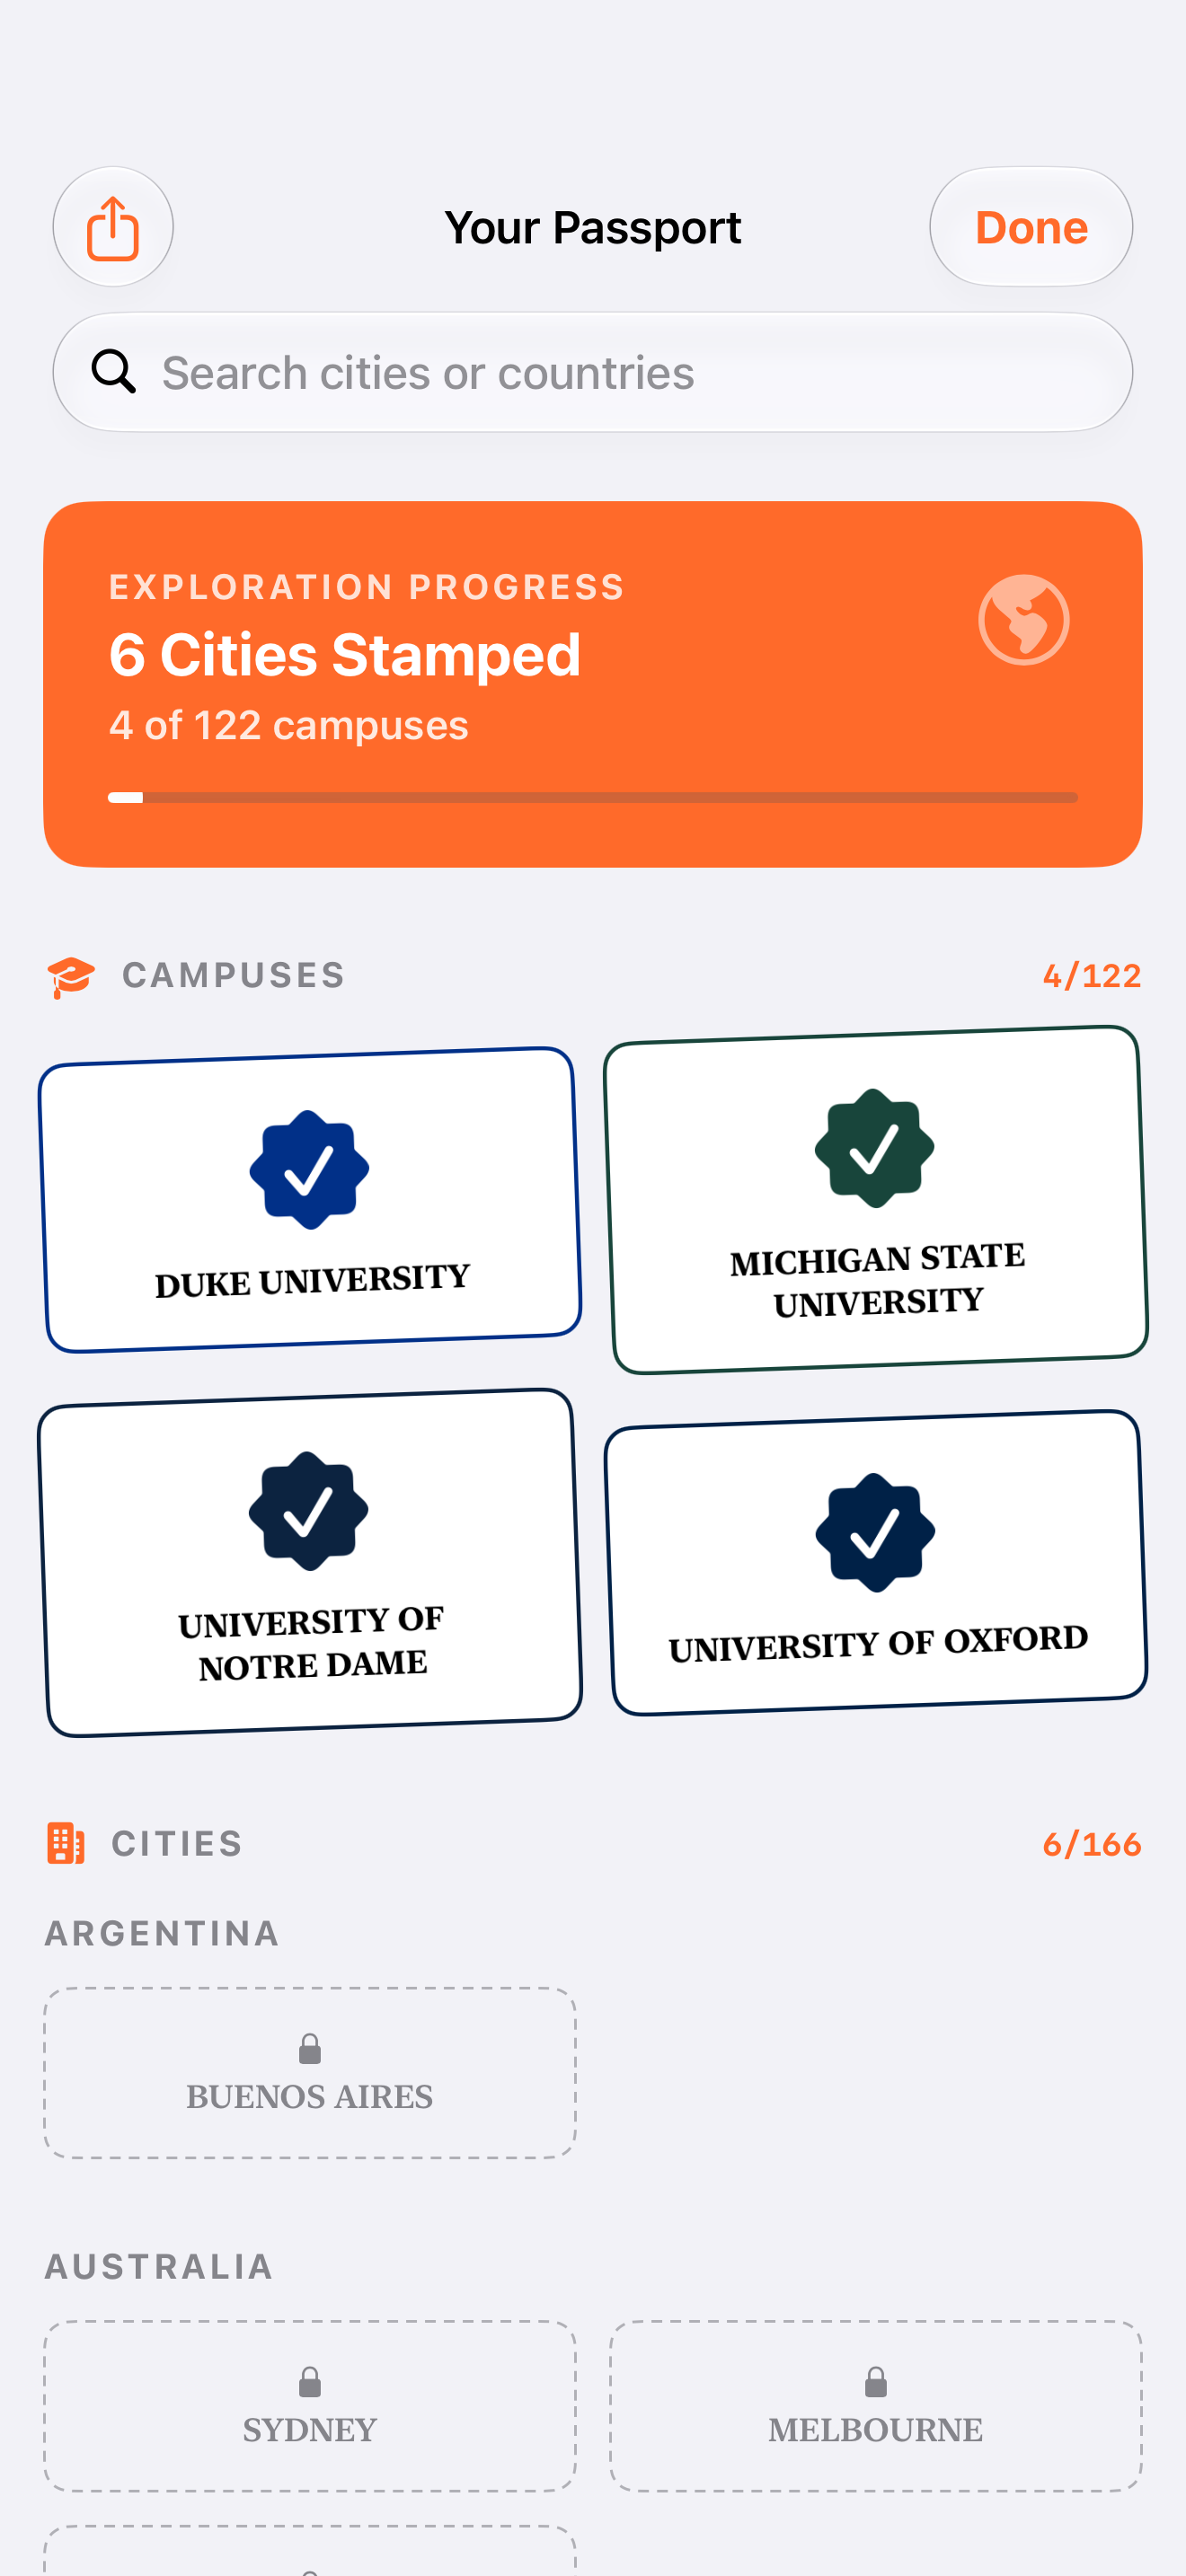 Your Passport
Done
Search cities or countries
EXPLORATION PROGRESS
6 Cities Stamped
4 of 122 campuses
CAMPUSES
4/122
DUKE UNIVERSITY
MICHIGAN STATE
UNIVERSITY
UNIVERSITY OF
NOTRE DAME
UNIVERSITY OF OXFORD
CITIES
6/166
ARGENTINA
BUENOS AIRES
AUSTRALIA
SYDNEY
MELBOURNE